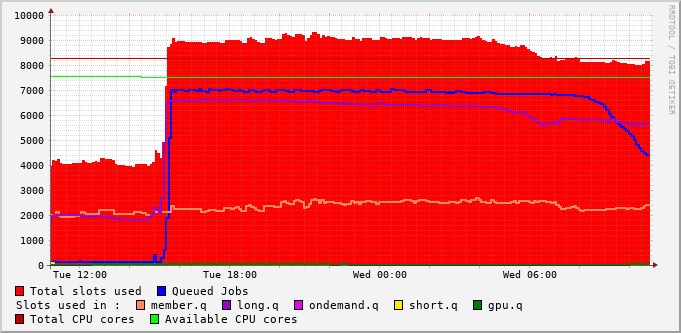 10000
9000
8000
7000
6000
5000
4000
3000
2000
1000
0
Tue 12:00 Tue 18:00 Wed 00:00 Wed 06:00
RRDTOOL / TOBI OETIKER
Total slots used Queued Jobs
Slots used in : member.q long.q ondemand.q short.q gpu.q
Total CPU cores Available CPU cores